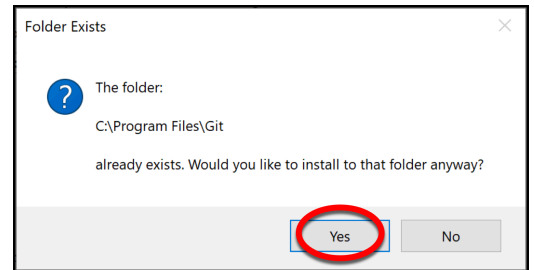 Folder Exists
The folder:
C:\Program Files\Git
already exists. Would you like to install to that folder anyway?
Yes
No